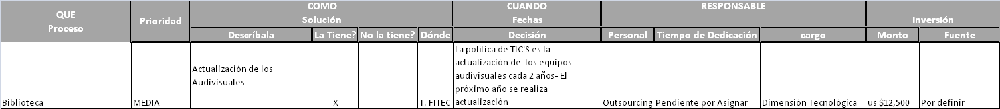 QUE
Proceso
Prioridad
COMO
Solución
CUANDO
Fechas
RESPONSABLE
Inversión
Descríbala
La Tiene?
No la tiene?
Dónde
Decisión
Personal
Tiempo de Dedicación
cargo
Monto
Fuente
Biblioteca
MEDIA
Actualización de los
Audivisuales
X
T. FITEC
La política de TIC'S es la
actualización de los equipos
audivisuales cada 2 años- El
próximo año se realiza
actualización
Outsourcing
Pendiente por Asignar
Dimensión Tecnológica
us $12,500
Por definir